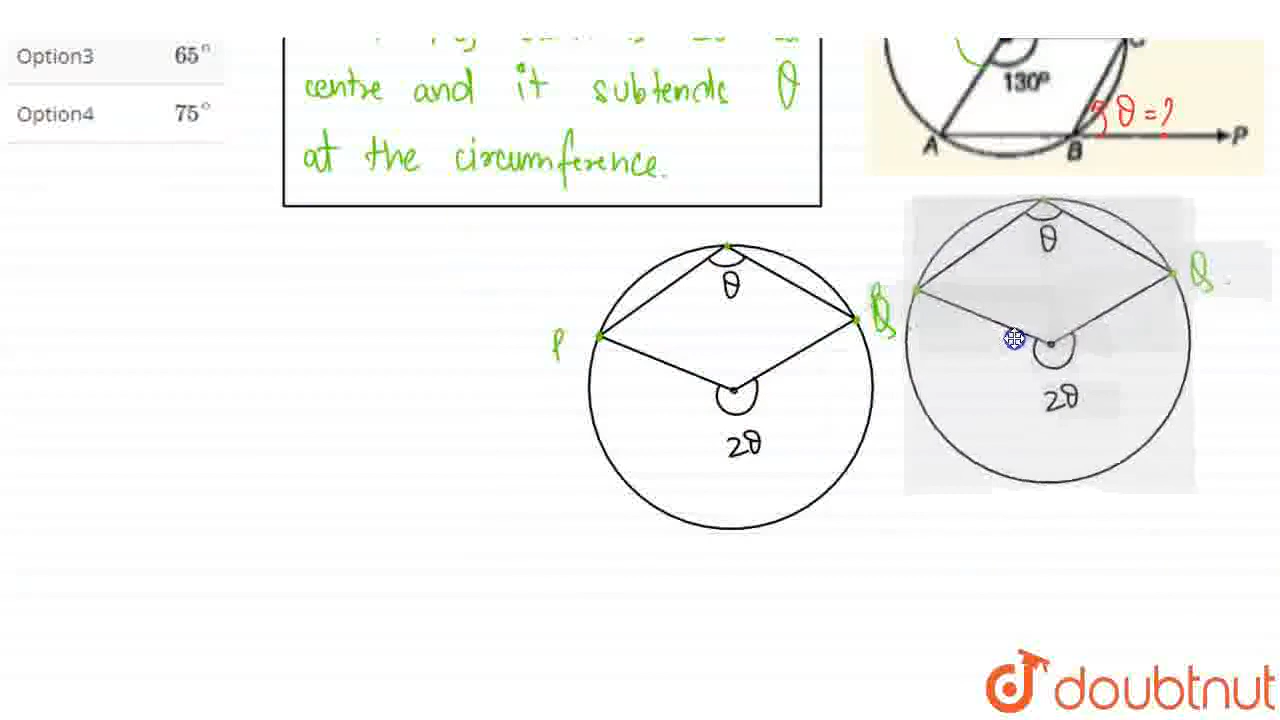 Option3 65°
Option4 75°
centre and it subtends θ
at the circumference.
130°
θ = ?
A
B
P
θ
2θ
P
Q
θ
2θ
Q
doubtnut